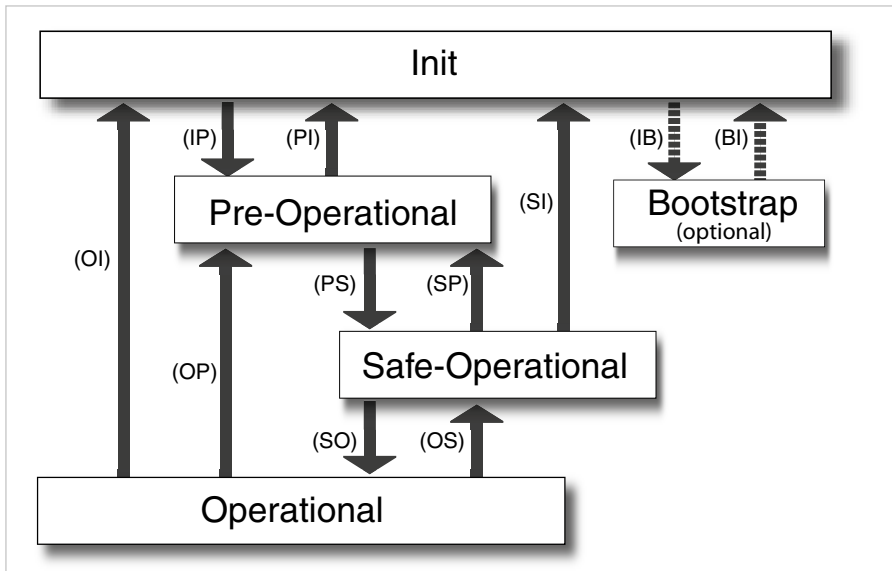 Init
(IP)
(PI)
(IB)
(BI)
Pre-Operational
(SI)
Bootstrap
(optional)
(OI)
(PS)
(SP)
Safe-Operational
(OP)
(SO)
(OS)
Operational